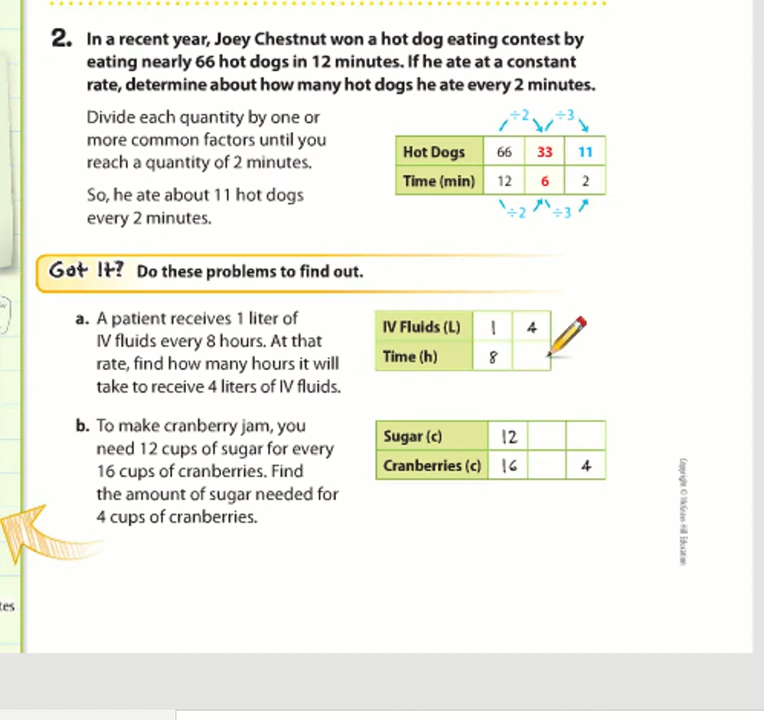 2. In a recent year, Joey Chestnut won a hot dog eating contest by
eating nearly 66 hot dogs in 12 minutes. If he ate at a constant
rate, determine about how many hot dogs he ate every 2 minutes.
Divide each quantity by one or
more common factors until you
reach a quantity of 2 minutes.
So, he ate about 11 hot dogs
every 2 minutes.
÷2 ÷3
Hot Dogs 66 33 11
Time (min) 12 6 2
÷2 ÷3
Got It? Do these problems to find out.
a. A patient receives 1 liter of
IV fluids every 8 hours. At that
rate, find how many hours it will
take to receive 4 liters of IV fluids.
IV Fluids (L) 1 4
Time (h) 8
b. To make cranberry jam, you
need 12 cups of sugar for every
16 cups of cranberries. Find
the amount of sugar needed for
4 cups of cranberries.
Sugar (c) 12
Cranberries (c) 16 4
Copyright © McGraw-Hill Education
tes